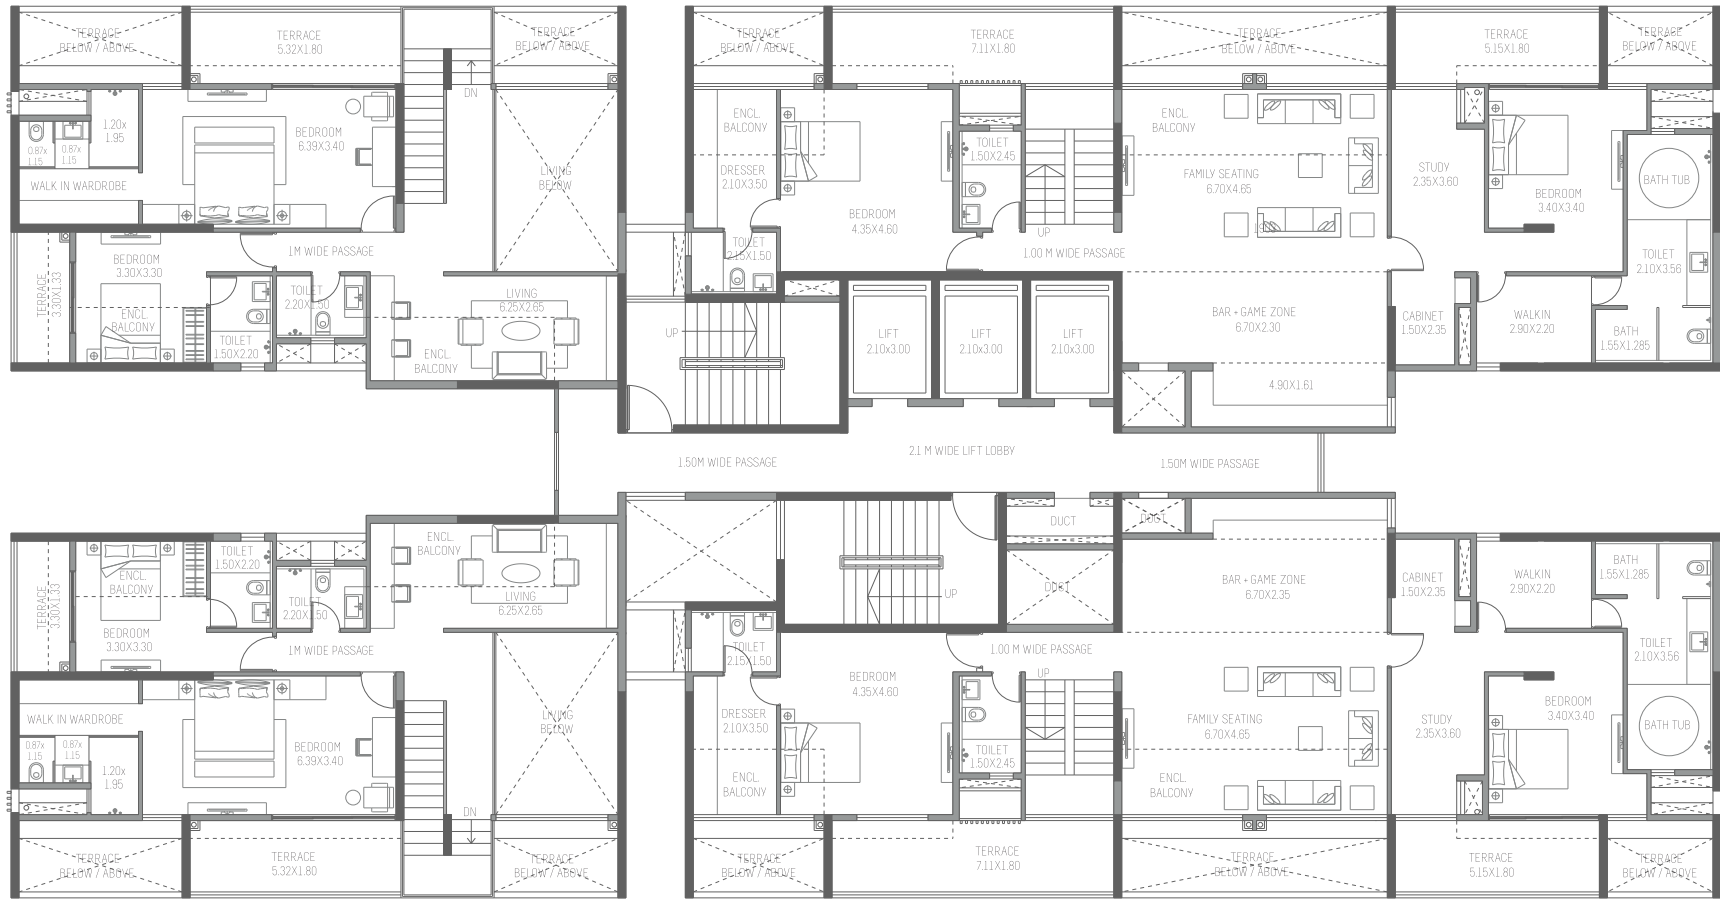 TERRACE
BELOW / ABOVE
TERRACE
5.32X1.80
TERRACE
BELOW / ABOVE
DN
1.20x
1.95
0.87x
1.15
0.87x
1.15
BEDROOM
6.39X3.40
WALK IN WARDROBE
LIVING
BELOW
1M WIDE PASSAGE
BEDROOM
3.30X3.30
TERRACE
3.30X1.33
ENCL.
BALCONY
TOILET
1.50X2.20
TOILET
2.20X1.50
LIVING
6.25X2.65
ENCL.
BALCONY
TERRACE
BELOW / ABOVE
TERRACE
7.11X1.80
TERRACE
BELOW / ABOVE
TERRACE
5.15X1.80
TERRACE
BELOW / ABOVE
ENCL.
BALCONY
DRESSER
2.10X3.50
BEDROOM
4.35X4.60
TOILET
2.15X1.50
TOILET
1.50X2.45
UP
1.00 M WIDE PASSAGE
ENCL.
BALCONY
FAMILY SEATING
6.70X4.65
STUDY
2.35X3.60
BEDROOM
3.40X3.40
BATH TUB
TOILET
2.10X3.56
UP
LIFT
2.10x3.00
LIFT
2.10x3.00
LIFT
2.10x3.00
BAR + GAME ZONE
6.70X2.30
CABINET
1.50X2.35
WALKIN
2.90X2.20
BATH
1.55X1.285
4.90X1.61
1.50M WIDE PASSAGE
2.1 M WIDE LIFT LOBBY
1.50M WIDE PASSAGE
ENCL.
BALCONY
LIVING
6.25X2.65
TOILET
1.50X2.20
TOILET
2.20X1.50
ENCL.
BALCONY
TERRACE
3.30X1.33
BEDROOM
3.30X3.30
1M WIDE PASSAGE
WALK IN WARDROBE
0.87x
1.15
0.87x
1.15
1.20x
1.95
BEDROOM
6.39X3.40
LIVING
BELOW
DN
TERRACE
BELOW / ABOVE
TERRACE
5.32X1.80
TERRACE
BELOW / ABOVE
DUCT
DUCT
DUCT
UP
BAR + GAME ZONE
6.70X2.35
CABINET
1.50X2.35
WALKIN
2.90X2.20
BATH
1.55X1.285
TOILET
2.15X1.50
1.00 M WIDE PASSAGE
UP
BEDROOM
4.35X4.60
TOILET
2.10X3.56
DRESSER
2.10X3.50
FAMILY SEATING
6.70X4.65
STUDY
2.35X3.60
BEDROOM
3.40X3.40
BATH TUB
TOILET
1.50X2.45
ENCL.
BALCONY
ENCL.
BALCONY
TERRACE
BELOW / ABOVE
TERRACE
7.11X1.80
TERRACE
BELOW / ABOVE
TERRACE
5.15X1.80
TERRACE
BELOW / ABOVE